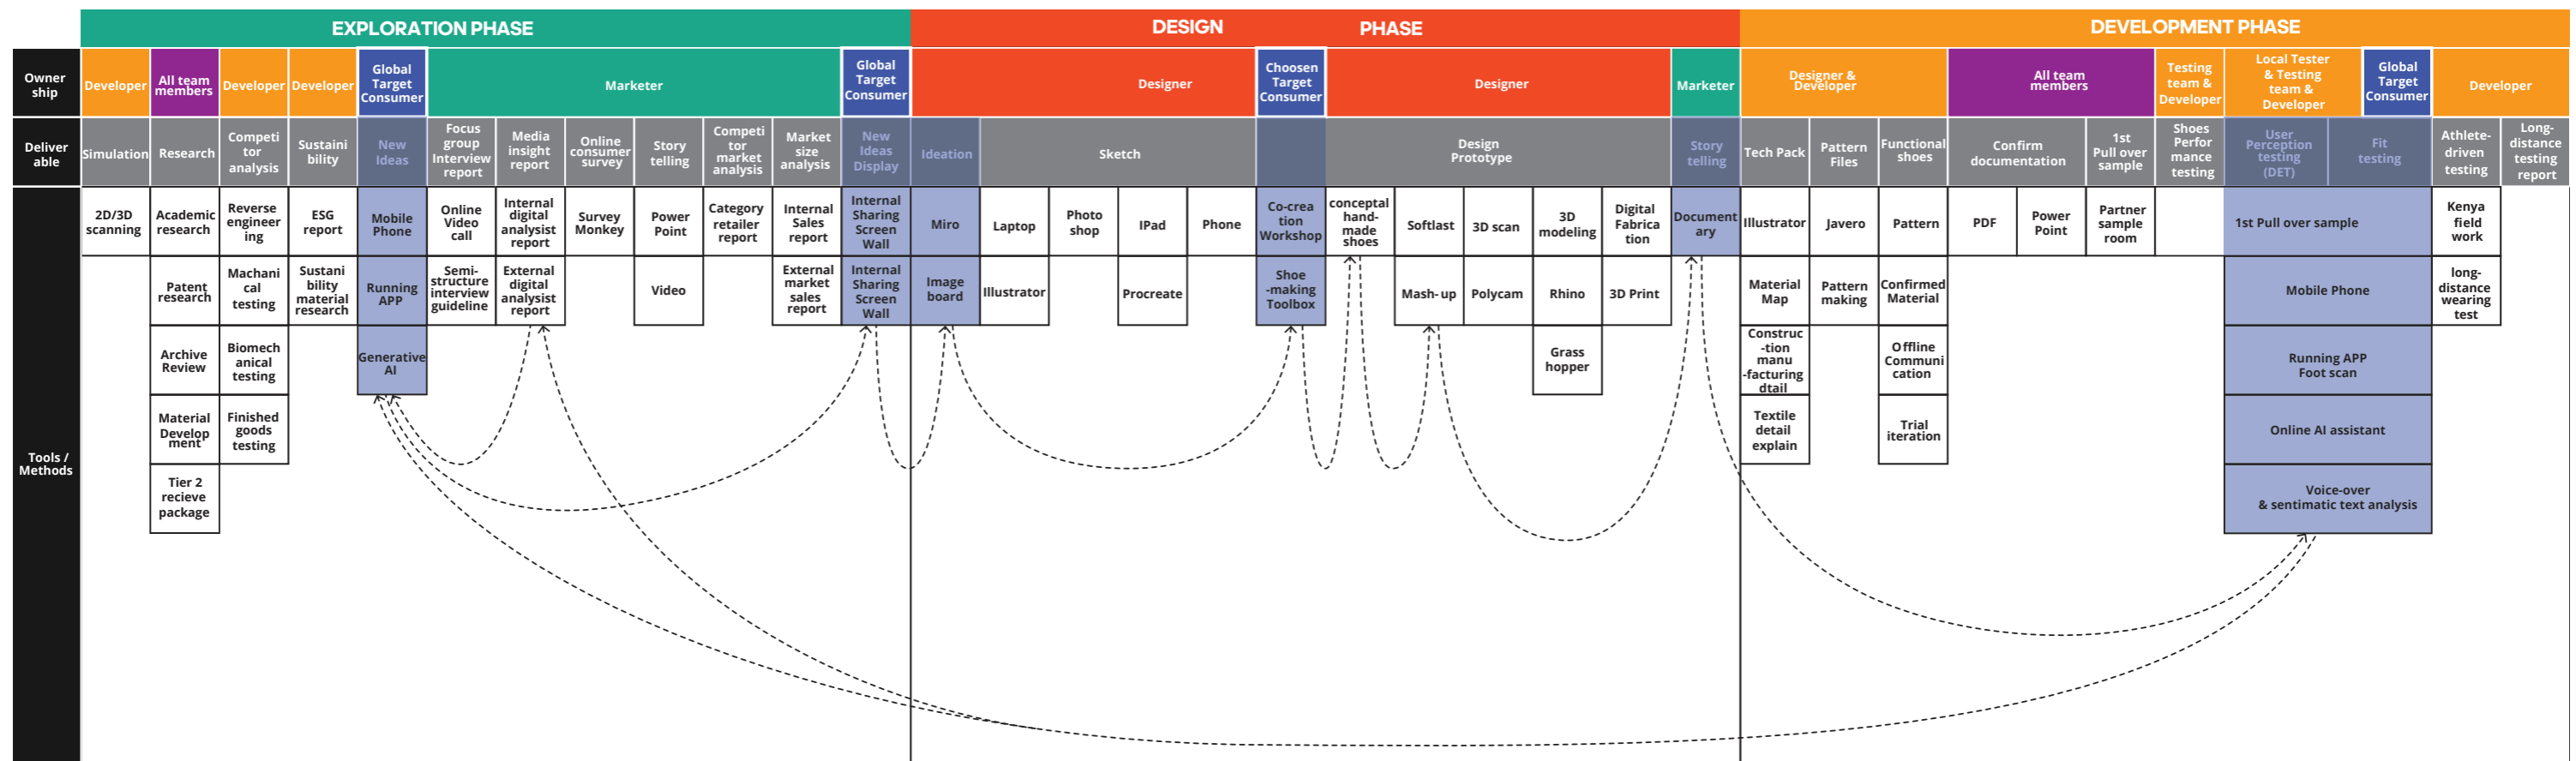 EXPLORATION PHASE
DESIGN
PHASE
DEVELOPMENT PHASE
Owner
ship
Developer
All team
members
Developer
Developer
Global
Target
Consumer
Marketer
Global
Target
Consumer
Designer
Choosen
Target
Consumer
Designer
Marketer
Designer &
Developer
All team
members
Testing
team &
Developer
Local Tester
& Testing
team &
Developer
Global
Target
Consumer
Developer
Deliver
able
Simulation
Research
Competi
tor
analysis
Sustaini
bility
New
Ideas
Focus
group
Interview
report
Media
insight
report
Online
consumer
survey
Story
telling
Competi
tor
market
analysis
Market
size
analysis
New
Ideas
Display
Ideation
Sketch
Design
Prototype
Story
telling
Tech Pack
Pattern
Files
Functional
shoes
Confirm
documentation
1st
Pull over
sample
Shoes
Perfor
mance
testing
User
Perception
testing
(DET)
Fit
testing
Athlete-
driven
testing
Long-
distance
testing
report
Tools /
Methods
2D/3D
scanning
Academic
research
Reverse
engineer
ing
ESG
report
Mobile
Phone
Online
Video
call
Internal
digital
analysist
report
Survey
Monkey
Power
Point
Category
retailer
report
Internal
Sales
report
Internal
Sharing
Screen
Wall
Miro
Laptop
Photo
shop
IPad
Phone
Co-crea
tion
Workshop
conceptal
hand-
made
shoes
Softlast
3D scan
3D
modeling
Digital
Fabrica
tion
Document
ary
Illustrator
Javero
Pattern
PDF
Power
Point
Partner
sample
room
1st Pull over sample
Kenya
field
work
Patent
research
Machani
cal
testing
Sustani
bility
material
research
Running
APP
Semi-
structure
interview
guideline
External
digital
analysist
report
Video
External
market
sales
report
Internal
Sharing
Screen
Wall
Image
board
Illustrator
Procreate
Shoe
-making
Toolbox
Mash-up
Polycam
Rhino
3D Print
Material
Map
Pattern
making
Confirmed
Material
Mobile Phone
long-
distance
wearing
test
Archive
Review
Biomech
anical
testing
Generative
AI
Grass
hopper
Construc
-tion
manu
-facturing
dtail
Offline
Communi
cation
Running APP
Foot scan
Material
Develop
ment
Finished
goods
testing
Textile
detail
explain
Trial
iteration
Online AI assistant
Tier 2
recieve
package
Voice-over
& sentimatic text analysis